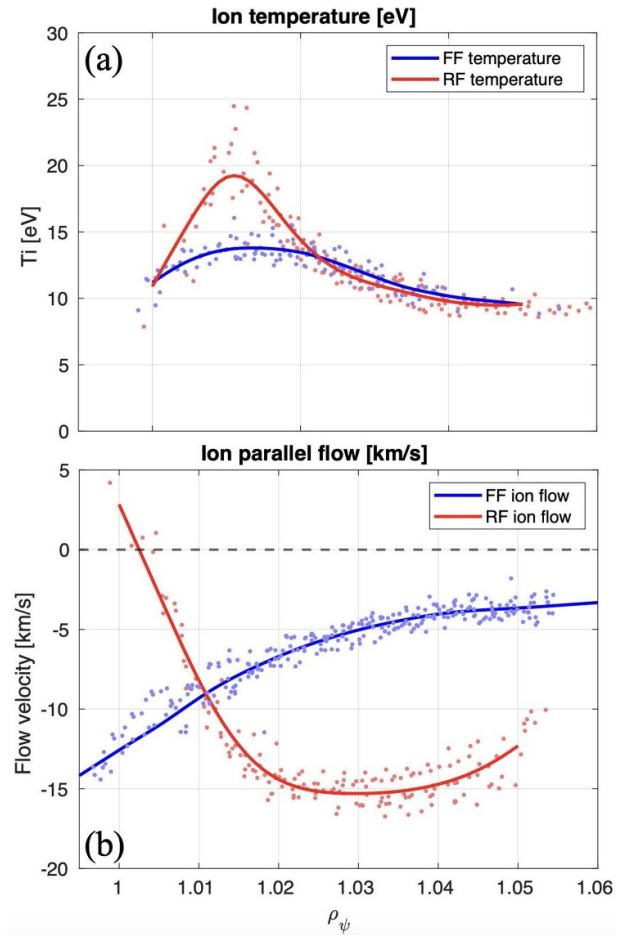 Ion temperature [eV]
(a)
FF temperature
RF temperature
30
25
20
15
10
5
0
Ti [eV]
Ion parallel flow [km/s]
FF ion flow
RF ion flow
5
0
-5
-10
-15
-20
Flow velocity [km/s]
(b)
1 1.01 1.02 1.03 1.04 1.05 1.06
ρψ